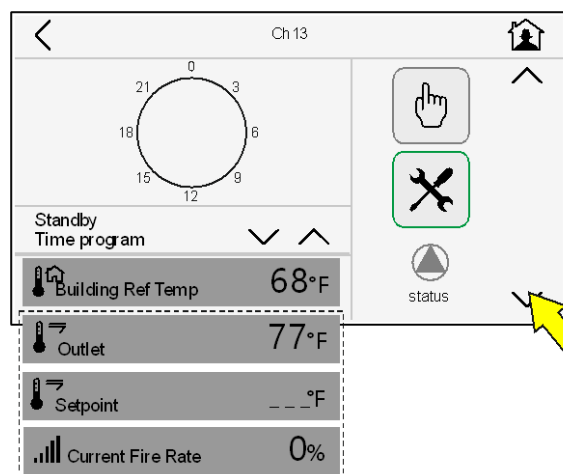 Ch 13
0
21 3
18 6
15 9
12
Standby
Time program
status
Building Ref Temp 68°F
Outlet 77°F
Setpoint _ _ _°F
Current Fire Rate 0%